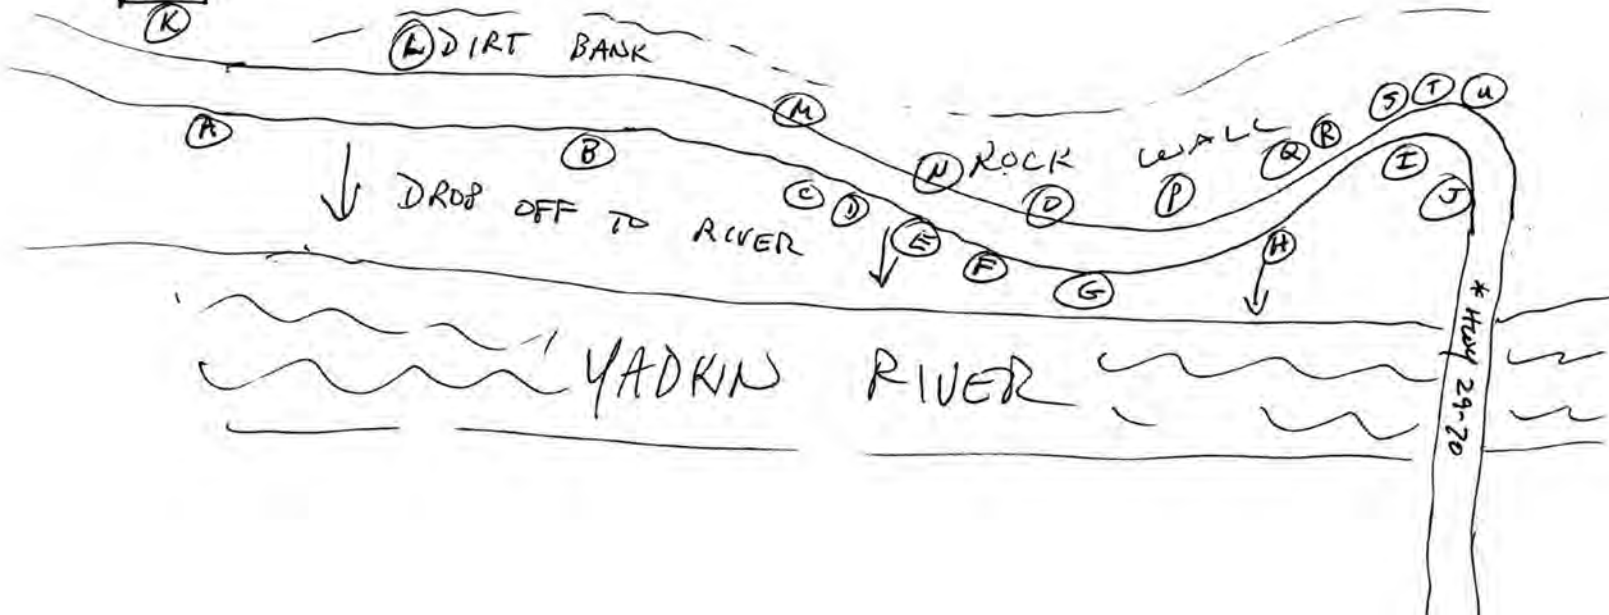 K
L DIRT BANK
M
A
B
S T U
N ROCK WALL Q R
I
C D
O
P
J
DROP OFF TO RIVER
E
F
G
H
YADKIN RIVER
* Hwy 29-70